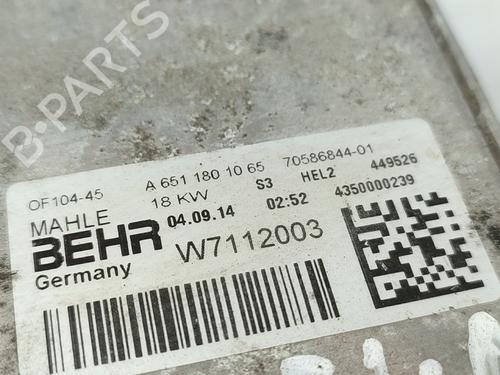 B-PARTS
OF104-45 A 651 180 10 65 70586844-01
MAHLE 18 KW S3 HEL2 449526
BEHR 04.09.14 02:52 4350000239
Germany W7112003